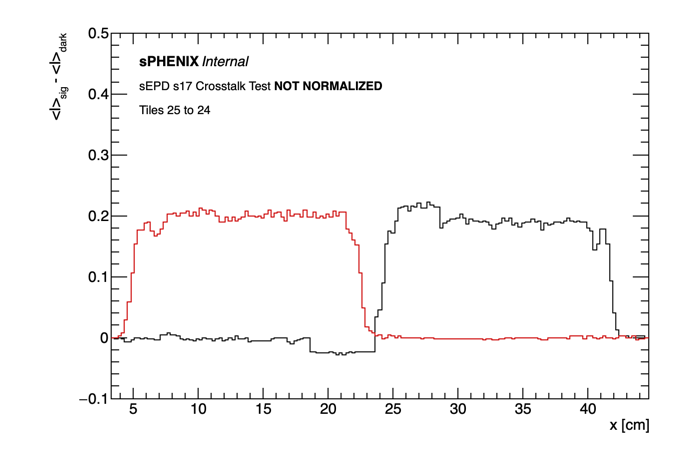 0.5
<I>sig - <I>dark
sPHENIX Internal
sEPD s17 Crosstalk Test NOT NORMALIZED
0.4
Tiles 25 to 24
0.3
0.2
0.1
0
−0.1
5 10 15 20 25 30 35 40
x [cm]